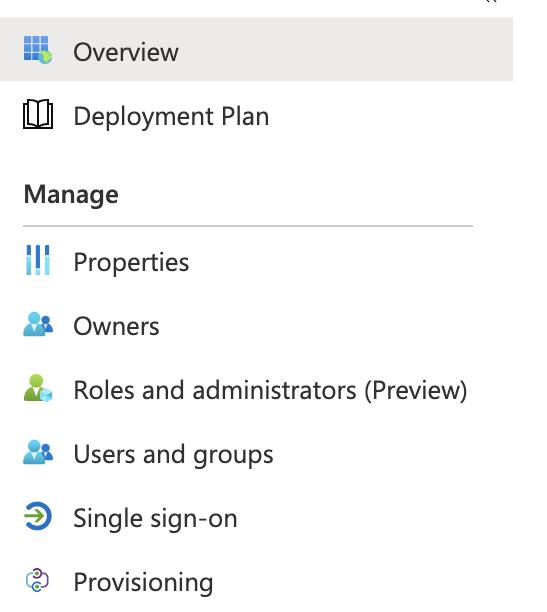 Overview
Deployment Plan
Manage
Properties
Owners
Roles and administrators (Preview)
Users and groups
Single sign-on
Provisioning